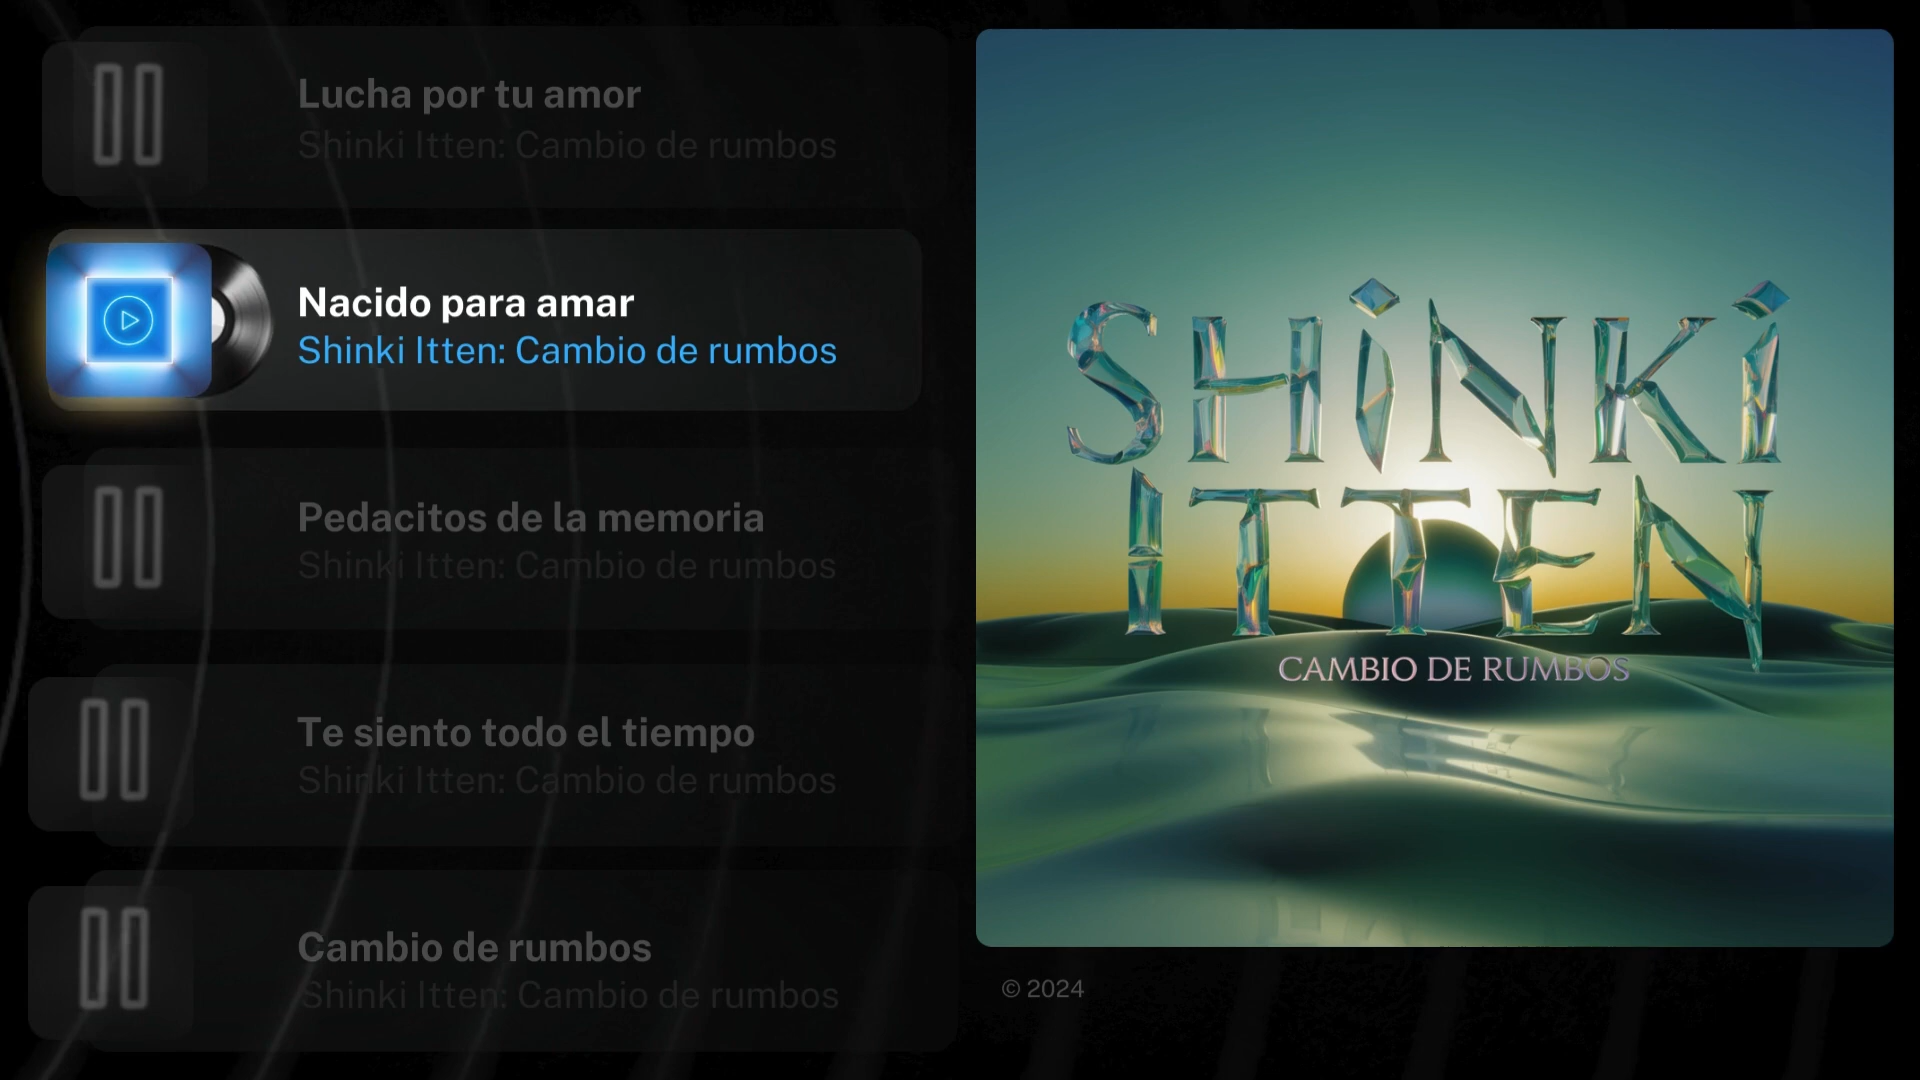 Lucha por tu amor
Shinki Itten: Cambio de rumbos
Nacido para amar
Shinki Itten: Cambio de rumbos
Pedacitos de la memoria
Shinki Itten: Cambio de rumbos
Te siento todo el tiempo
Shinki Itten: Cambio de rumbos
Cambio de rumbos
Shinki Itten: Cambio de rumbos
SHiNKi
ITTEN
CAMBIO DE RUMBOS
© 2024